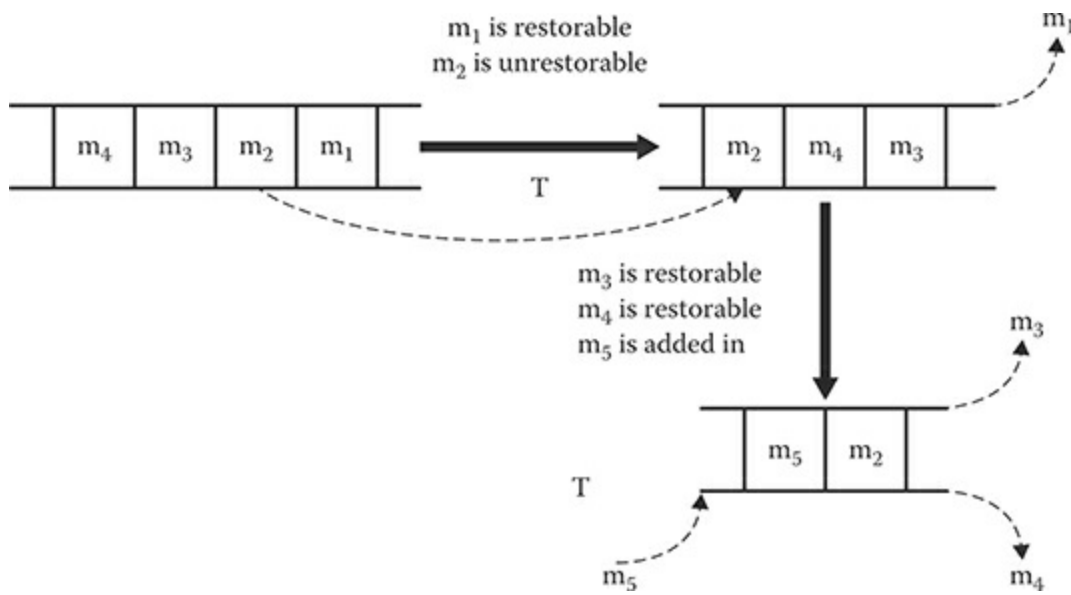 m₁ is restorable
m₂ is unrestorable
m₁
m₄ m₃ m₂ m₁
T
m₂ m₄ m₃
m₃ is restorable
m₄ is restorable
m₅ is added in
m₃
T
m₅ m₂
m₅
m₄